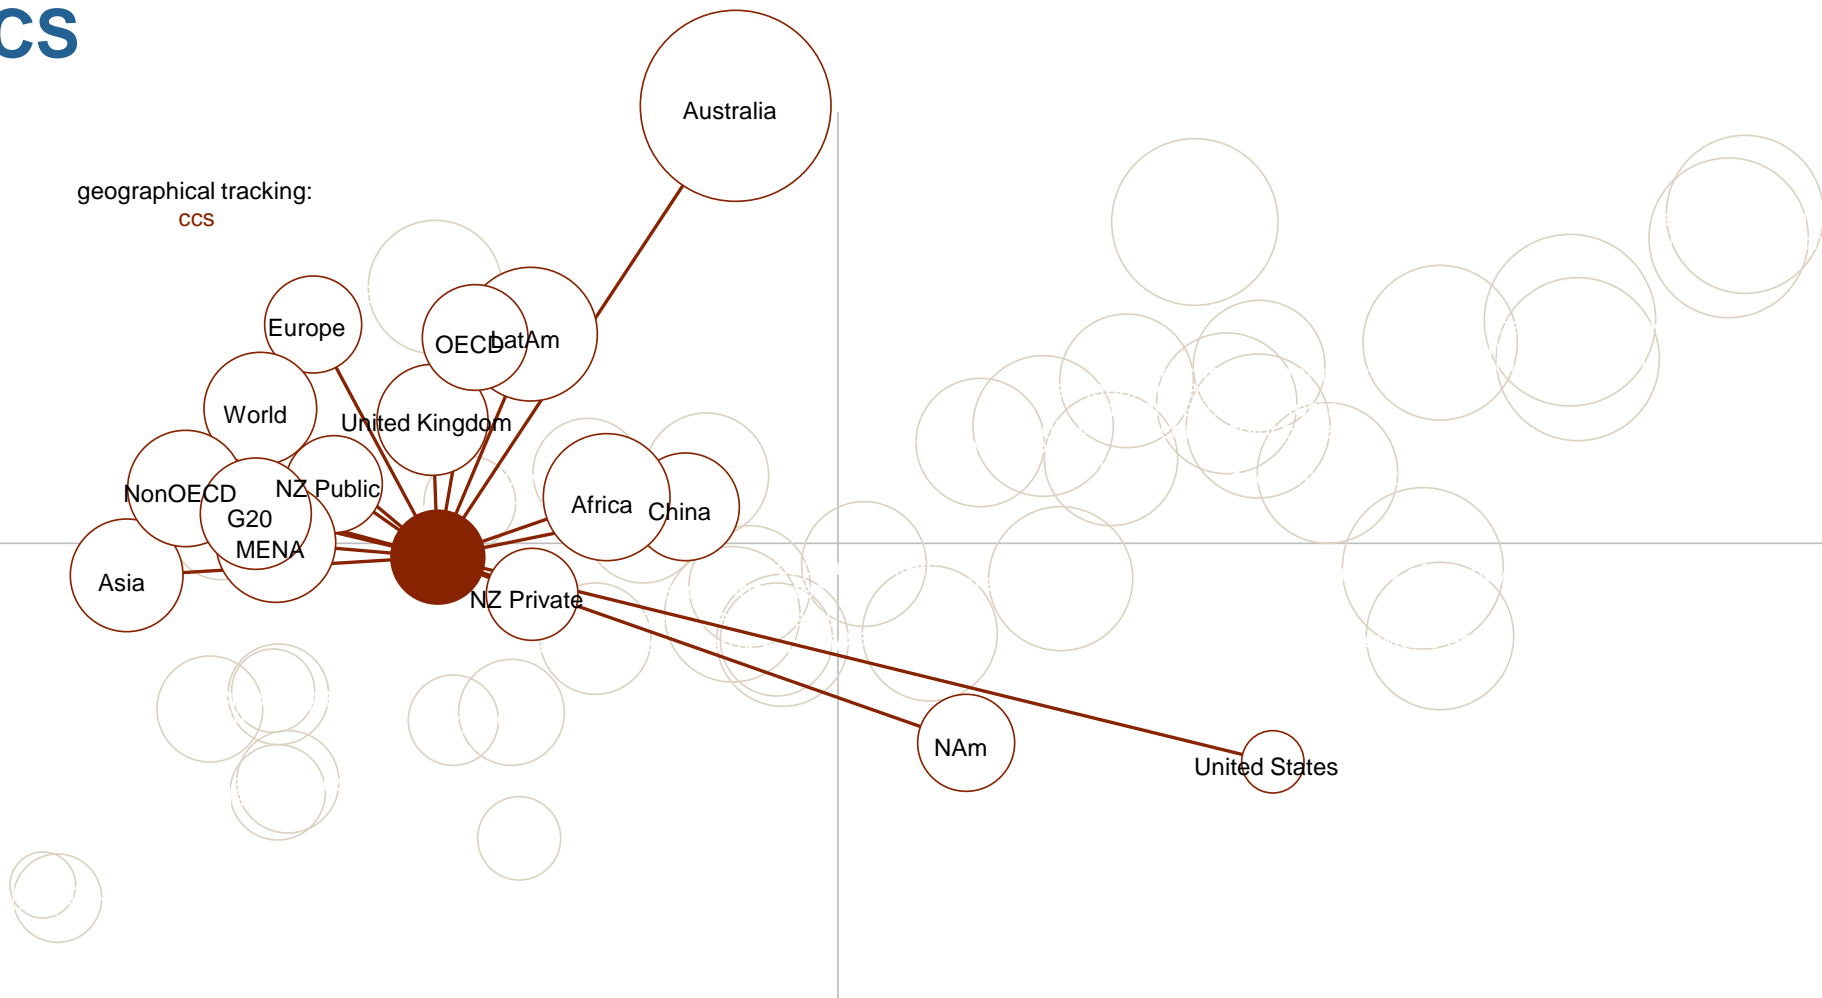 cs
Australia
geographical tracking:
ccs
Europe
OECD
LatAm
World
United Kingdom
NonOECD
NZ Public
G20
Africa
China
MENA
Asia
NZ Private
NAm
United States